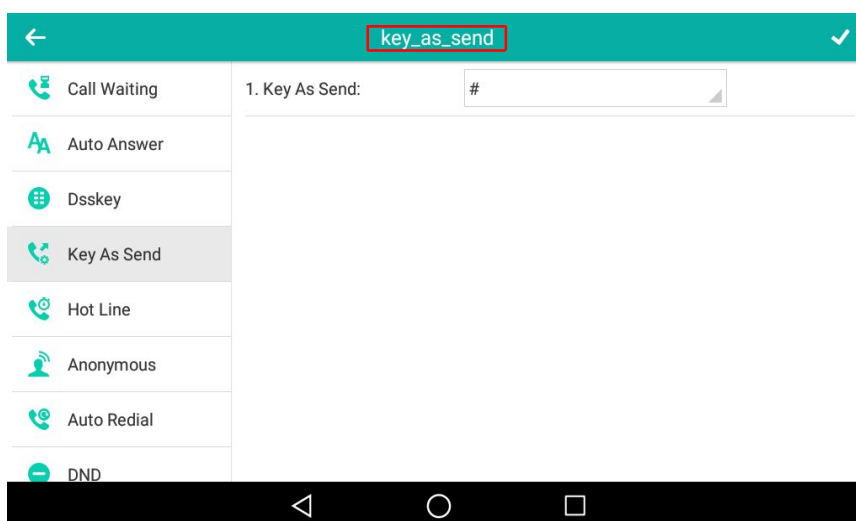 key_as_send
Call Waiting
1. Key As Send:
#
AA Auto Answer
Dsskey
Key As Send
Hot Line
Anonymous
Auto Redial
DND